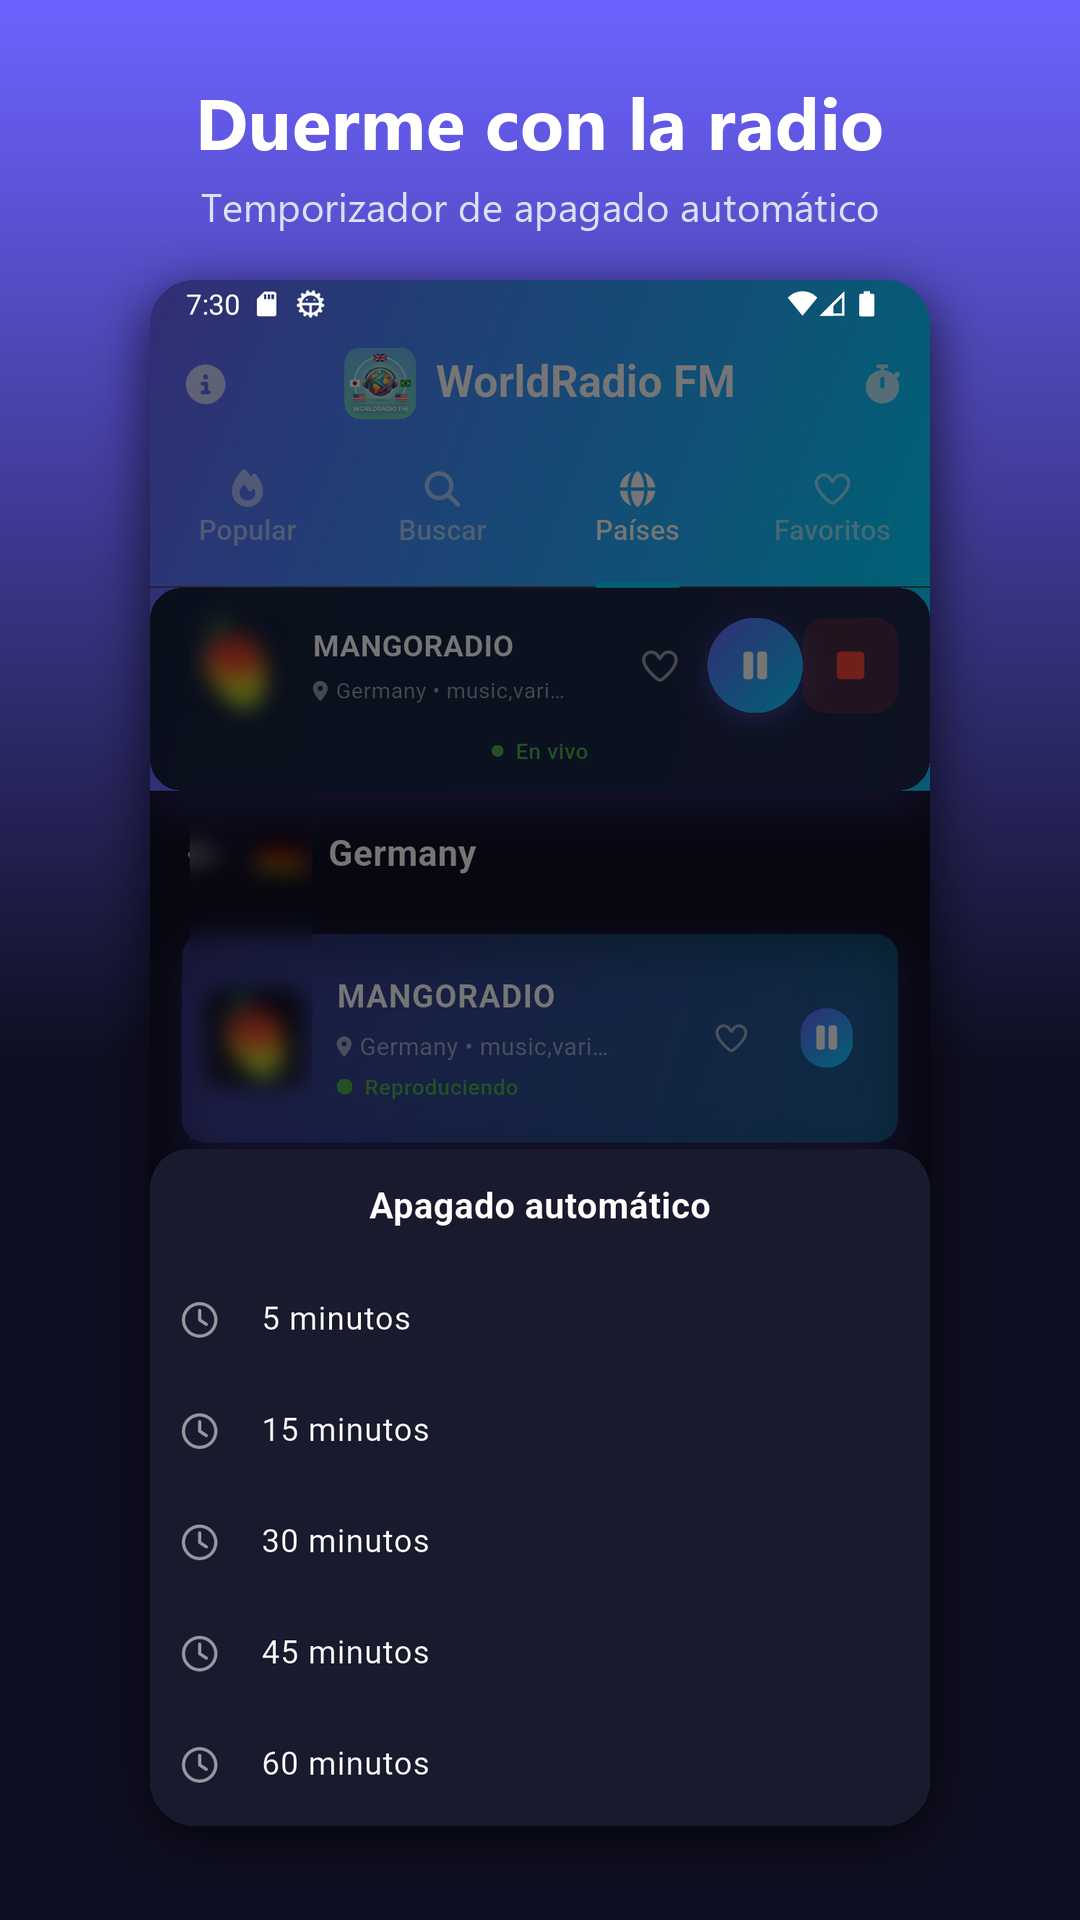 Duerme con la radio
Temporizador de apagado automático
7:30
WORLDRADIO FM
WorldRadio FM
Popular
Buscar
Países
Favoritos
MANGORADIO
Germany • music,vari...
En vivo
Germany
MANGORADIO
Germany • music,vari...
Reproduciendo
Apagado automático
5 minutos
15 minutos
30 minutos
45 minutos
60 minutos